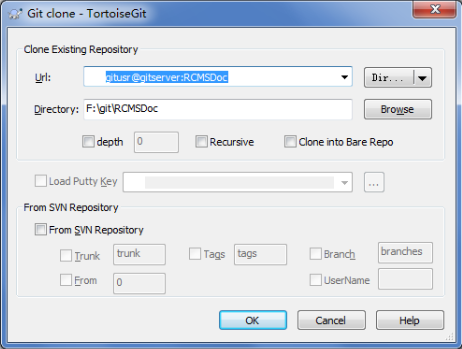 Git clone - TortoiseGit
Clone Existing Repository
Url: gitusr@gitserver:RCMSDoc Dir...
Directory: F:\git\RCMSDoc Browse
depth 0 Recursive Clone into Bare Repo
Load Putty Key ...
From SVN Repository
From SVN Repository
Trunk trunk Tags tags Branch branches
From 0 UserName
OK Cancel Help